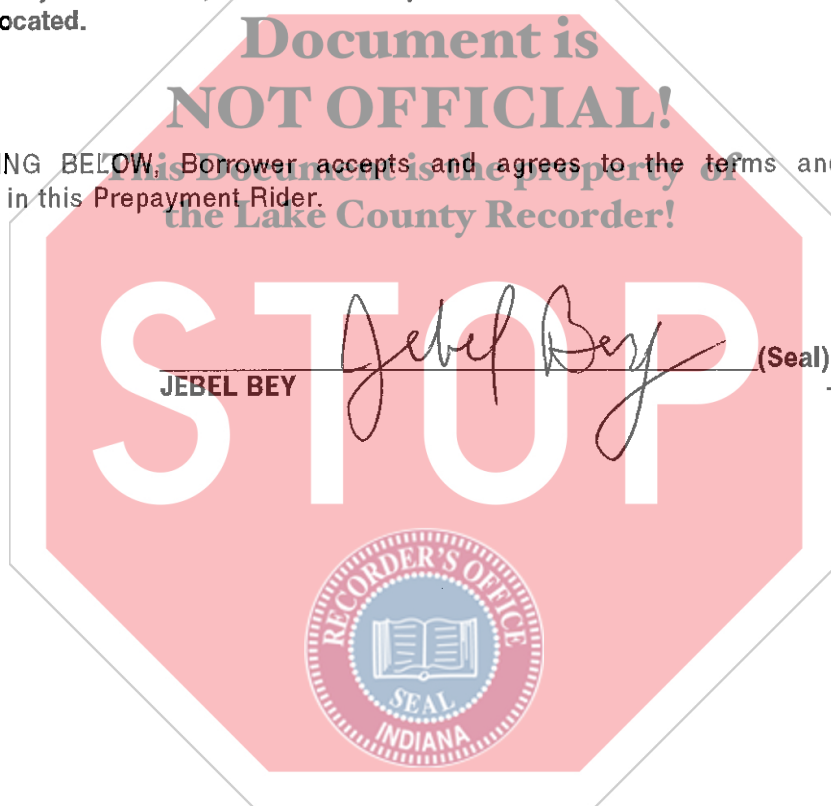 ocated.
Document is
NOT OFFICIAL!
NG BELOW, Borrower accepts and agrees to the terms and
This Document is the property of
in this Prepayment Rider.
the Lake County Recorder!
STOP
Jebel Bey
(Seal)
JEBEL BEY
RECORDER'S OFFICE
SEAL
INDIANA